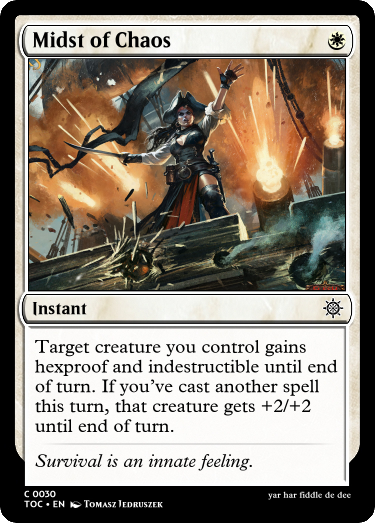 Midst of Chaos
Instant
Target creature you control gains
hexproof and indestructible until end
of turn. If you've cast another spell
this turn, that creature gets +2/+2
until end of turn.
Survival is an innate feeling.
C 0030
TOC • EN Tomasz Jedruszek
yar har fiddle de dee